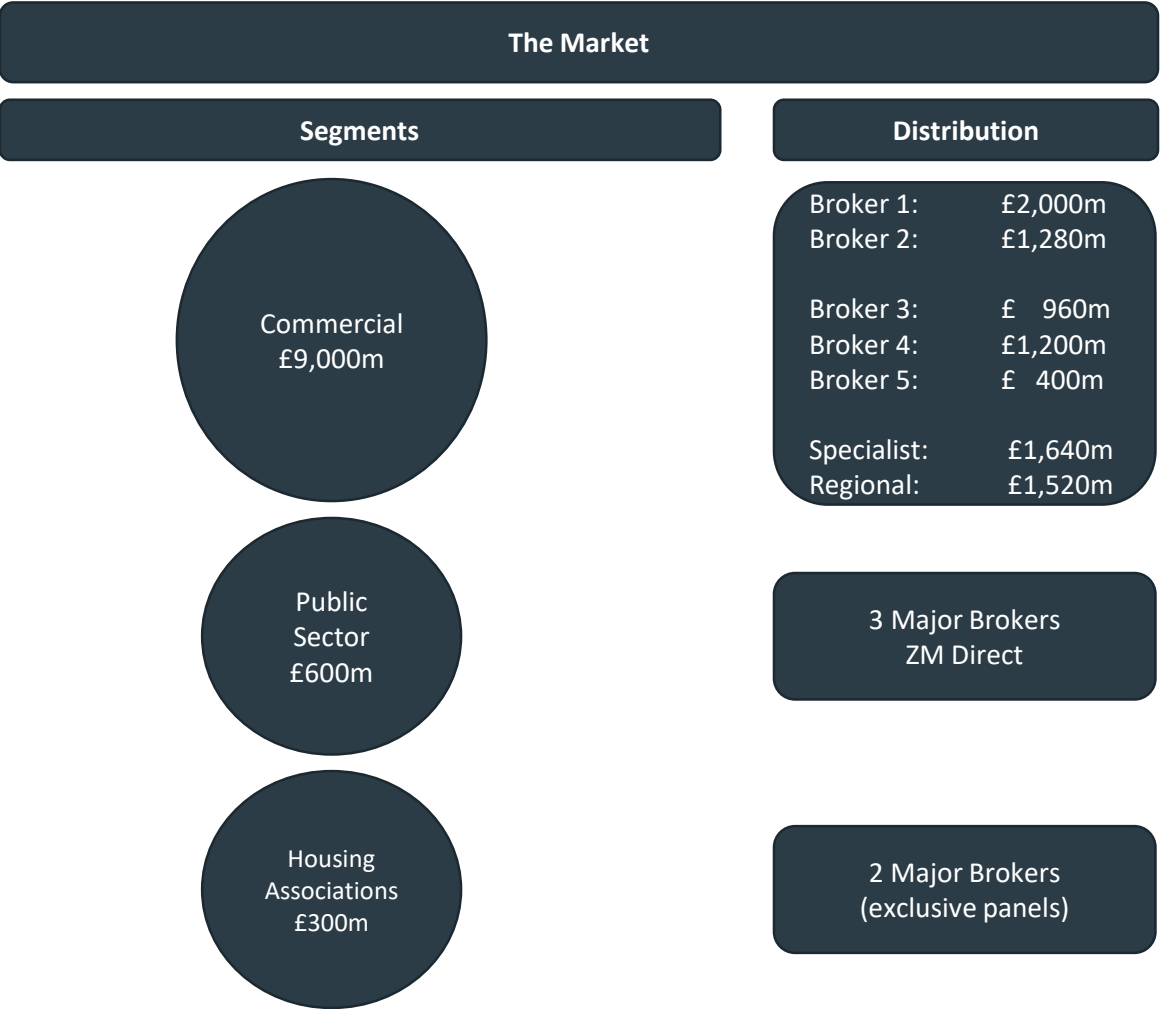 The Market
Segments
Distribution
Commercial
£9,000m
Broker 1: £2,000m
Broker 2: £1,280m
Broker 3: £ 960m
Broker 4: £1,200m
Broker 5: £ 400m
Specialist: £1,640m
Regional: £1,520m
Public
Sector
£600m
3 Major Brokers
ZM Direct
Housing
Associations
£300m
2 Major Brokers
(exclusive panels)